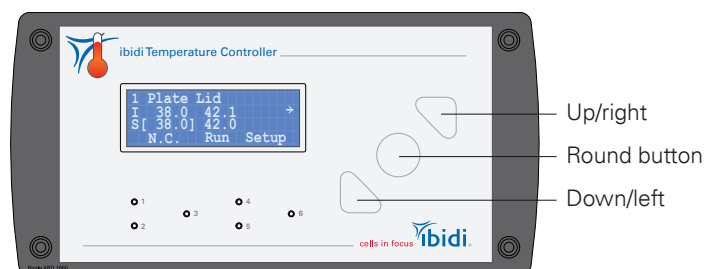 ibidi Temperature Controller
1 Plate Lid
I 38.0 42.1 →
S[ 38.0] 42.0
N.C. Run Setup
Up/right
Round button
Down/left
1
2
3
4
5
6
cells in focus
ibidi.